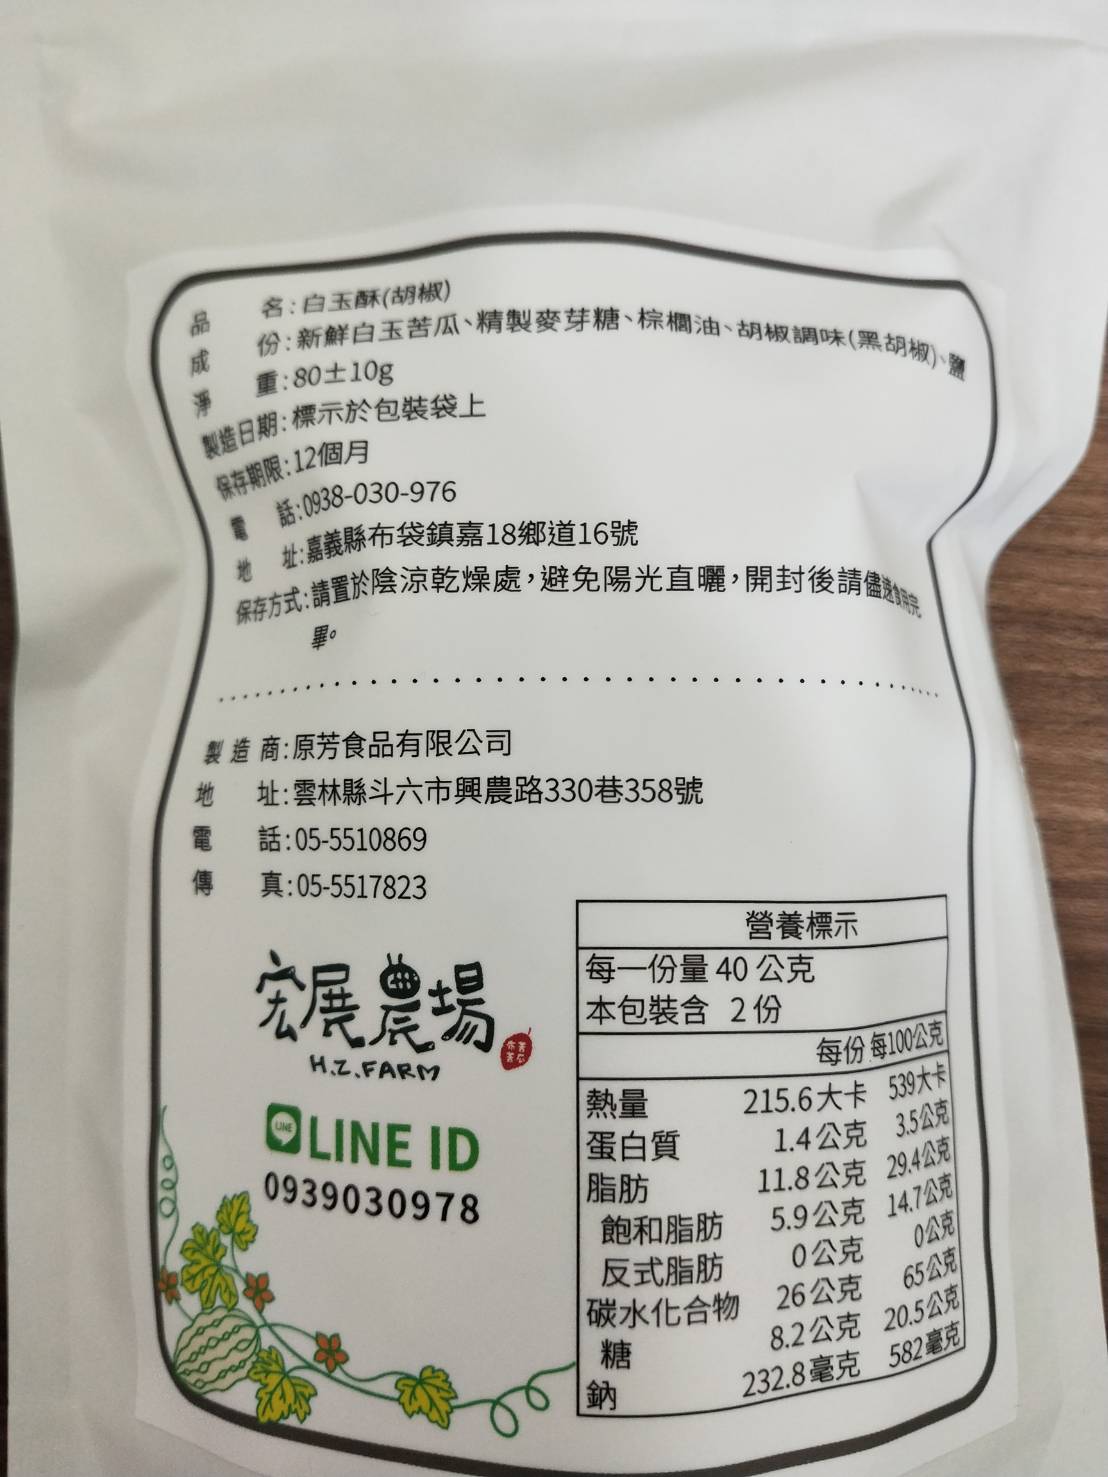 品名:白玉酥(胡椒)
成份:新鮮白玉苦瓜、精製麥芽糖、棕櫚油、胡椒調味(黑胡椒)、鹽
淨重:80±10g
製造日期:標示於包裝袋上
保存期限:12個月
電話:0938-030-976
地址:嘉義縣布袋鎮嘉18鄉道16號
保存方式:請置於陰涼乾燥處,避免陽光直曬,開封後請儘速食用完
畢。
製造商:原芳食品有限公司
地址:雲林縣斗六市興農路330巷358號
電話:05-5510869
傳真:05-5517823
宏展農場
H.Z.FARM
LINE LINE ID
0939030978
營養標示
每一份量 40 公克
本包裝含 2 份
每份 每100公克
熱量 215.6大卡 539大卡
蛋白質 1.4公克 3.5公克
脂肪 11.8公克 29.4公克
飽和脂肪 5.9公克 14.7公克
反式脂肪 0公克 0公克
碳水化合物 26公克 65公克
糖 8.2公克 20.5公克
鈉 232.8毫克 582毫克